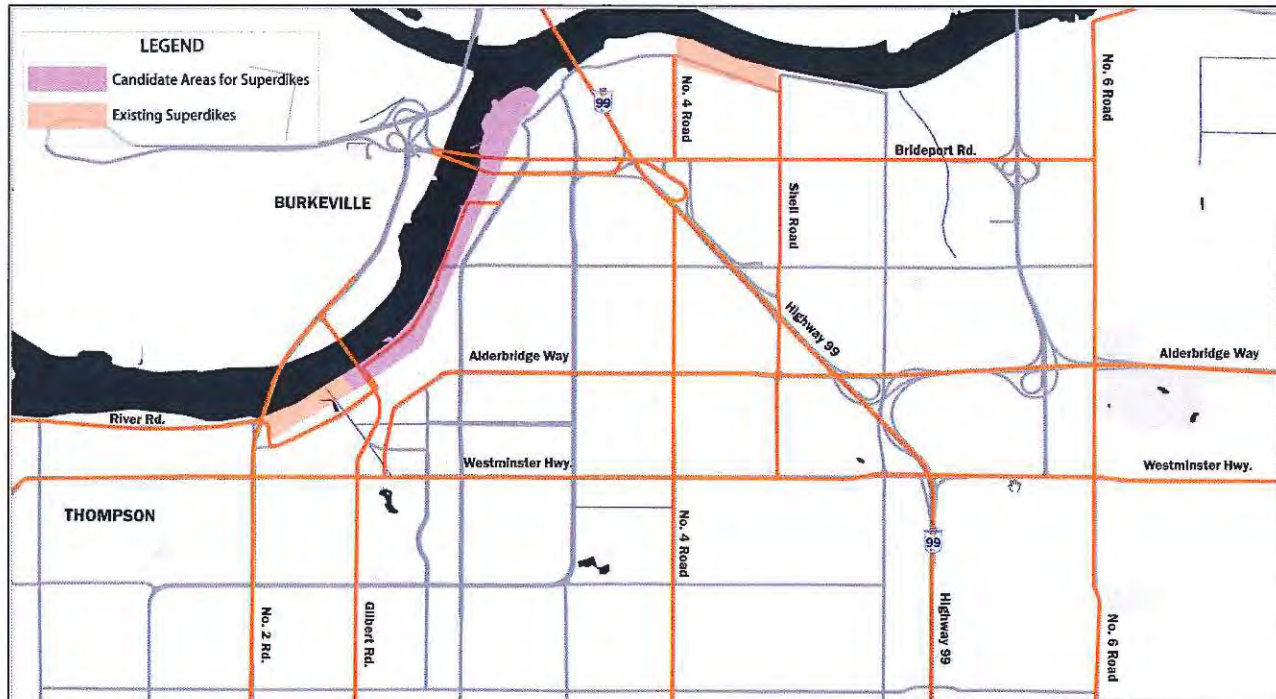 LEGEND
Candidate Areas for Superdikes
Existing Superdikes
99
No. 4 Road
No. 6 Road
Brideport Rd.
BURKEVILLE
Shell Road
Highway 99
Alderbridge Way
Alderbridge Way
River Rd.
Westminster Hwy.
Westminster Hwy.
THOMPSON
No. 4 Road
99
No. 2 Rd.
Gilbert Rd.
Highway 99
No. 6 Road